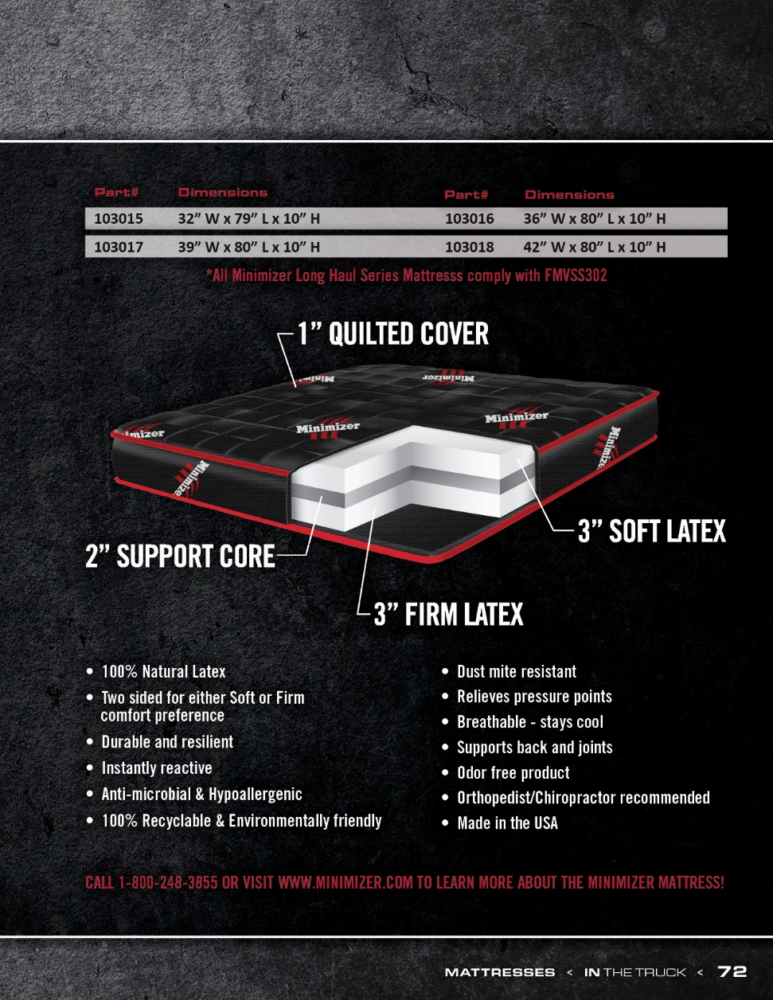 Part# Dimensions Part# Dimensions
103015 32” W x 79” L x 10” H 103016 36” W x 80” L x 10” H
103017 39” W x 80” L x 10” H 103018 42” W x 80” L x 10” H
*All Minimizer Long Haul Series Mattresss comply with FMVSS302
1” QUILTED COVER
Minimizer
Minimizer
Minimizer
Minimizer
inimizer
Minimize
Minimizer
3” SOFT LATEX
2” SUPPORT CORE
3” FIRM LATEX
• 100% Natural Latex
• Two sided for either Soft or Firm
comfort preference
• Durable and resilient
• Instantly reactive
• Anti-microbial & Hypoallergenic
• 100% Recyclable & Environmentally friendly
• Dust mite resistant
• Relieves pressure points
• Breathable - stays cool
• Supports back and joints
• Odor free product
• Orthopedist/Chiropractor recommended
• Made in the USA
CALL 1-800-248-3855 OR VISIT WWW.MINIMIZER.COM TO LEARN MORE ABOUT THE MINIMIZER MATTRESS!
MATTRESSES < IN THE TRUCK < 72